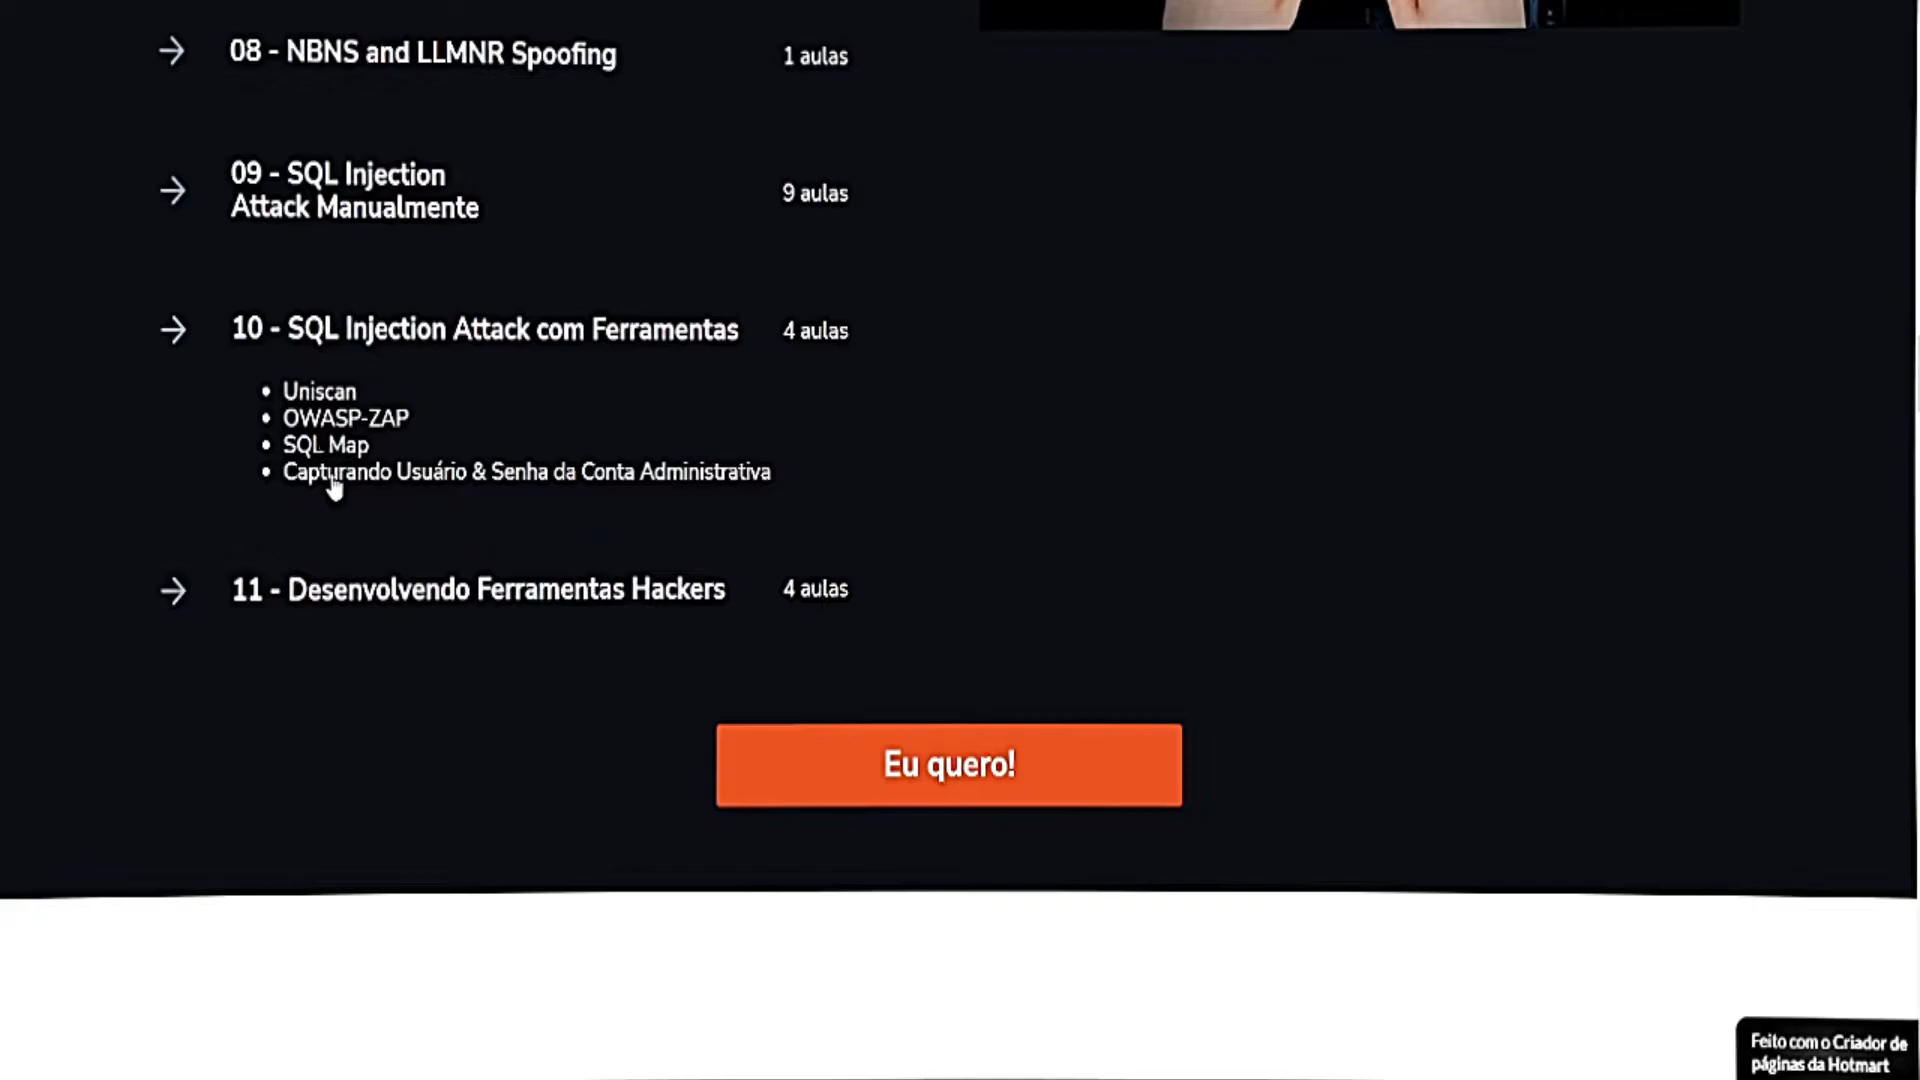 08 - NBNS and LLMNR Spoofing
1 aulas
09 - SQL Injection
Attack Manualmente
9 aulas
10 - SQL Injection Attack com Ferramentas
4 aulas
• Uniscan
• OWASP-ZAP
• SQL Map
• Capturando Usuário & Senha da Conta Administrativa
11 - Desenvolvendo Ferramentas Hackers
4 aulas
Eu quero!
Feito com o Criador de
páginas da Hotmart